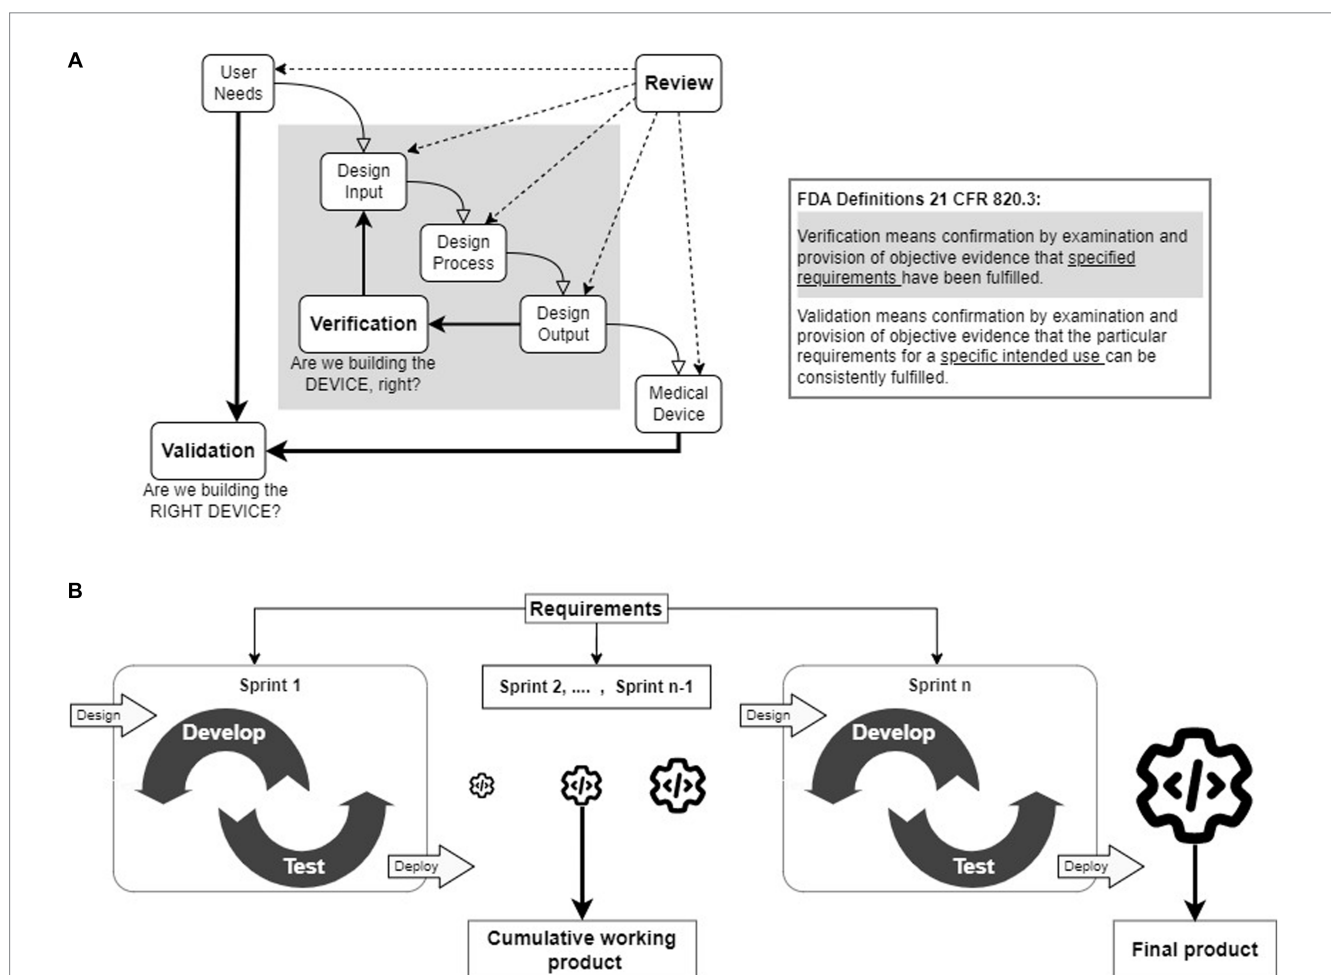 A
User
Needs
Review
Design
Input
Design
Process
Verification
Design
Output
Are we building the
DEVICE, right?
Medical
Device
Validation
Are we building the
RIGHT DEVICE?
FDA Definitions 21 CFR 820.3:
Verification means confirmation by examination and
provision of objective evidence that specified
requirements have been fulfilled.
Validation means confirmation by examination and
provision of objective evidence that the particular
requirements for a specific intended use can be
consistently fulfilled.
B
Requirements
Sprint 1
Design
Develop
Test
Deploy
Sprint 2, .... , Sprint n-1
</>
</>
</>
Cumulative working
product
Sprint n
Design
Develop
Test
Deploy
</>
Final product